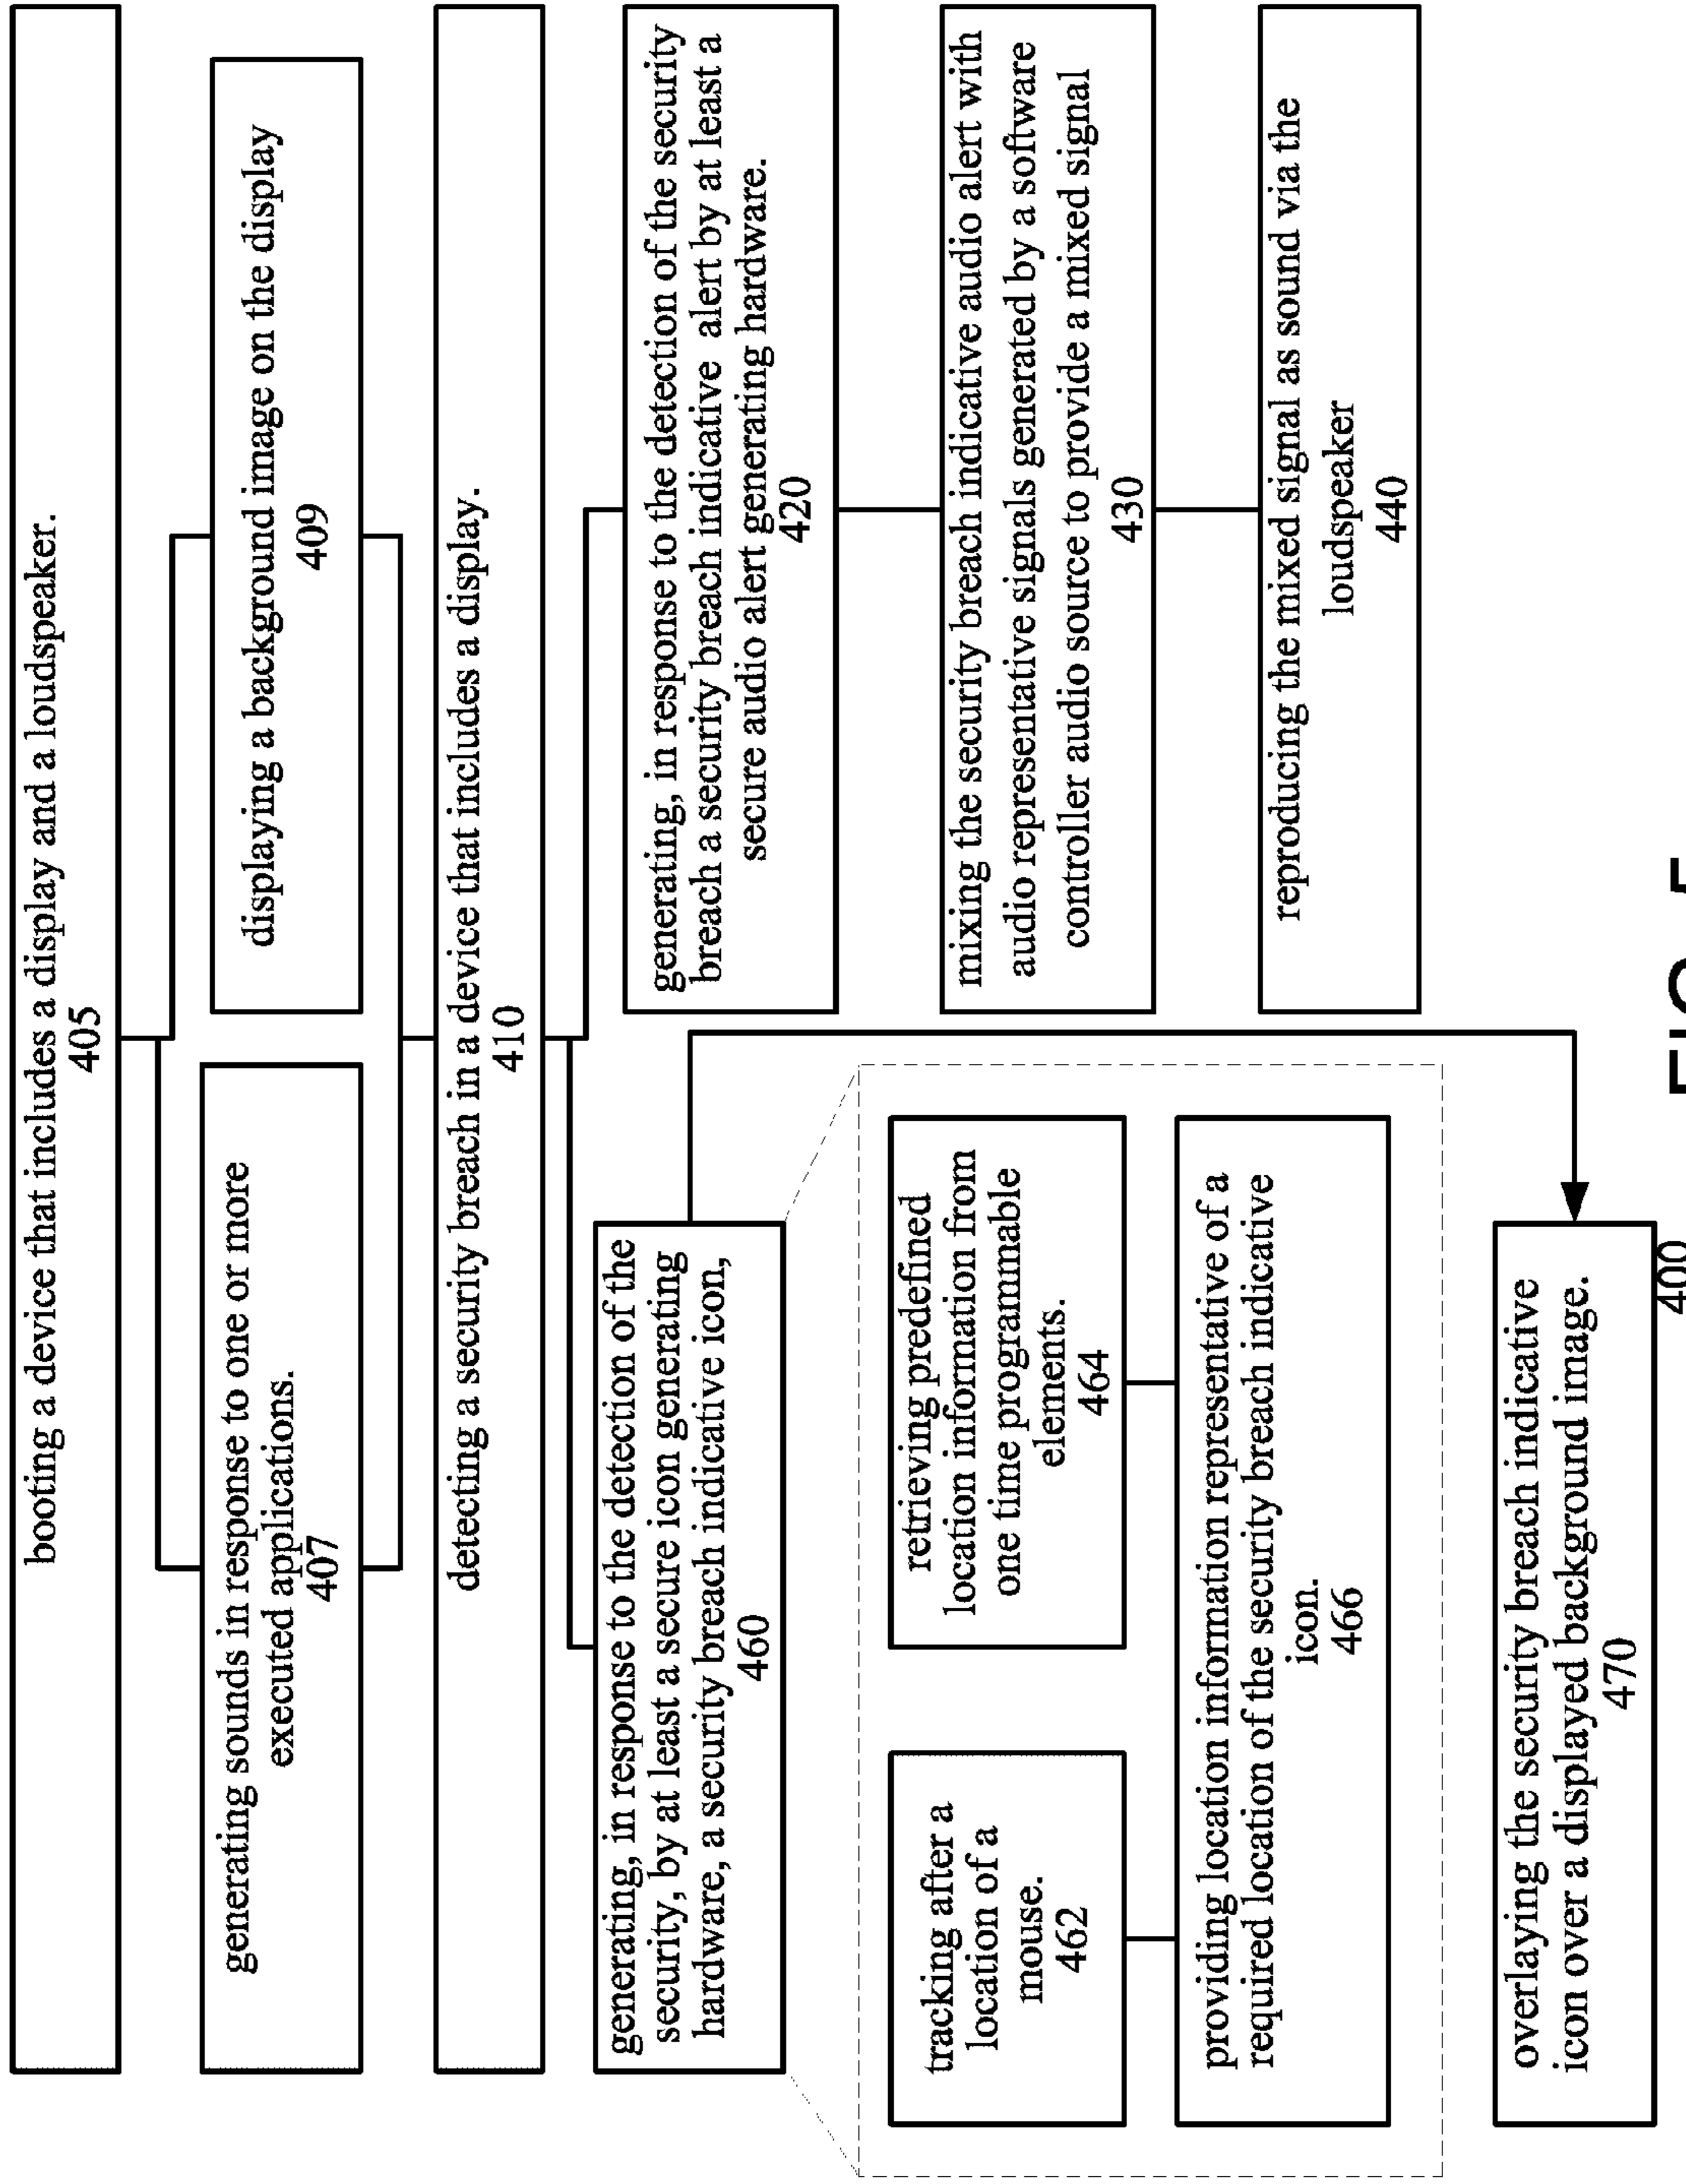 booting a device that includes a display and a loudspeaker.
405
generating sounds in response to one or more
executed applications.
407
displaying a background image on the display
409
detecting a security breach in a device that includes a display.
410
generating, in response to the detection of the
security, by at least a secure icon generating
hardware, a security breach indicative icon,
460
generating, in response to the detection of the security
breach a security breach indicative alert by at least a
secure audio alert generating hardware.
420
tracking after a
location of a
mouse.
462
retrieving predefined
location information from
one time programmable
elements.
464
mixing the security breach indicative audio alert with
audio representative signals generated by a software
controller audio source to provide a mixed signal
430
providing location information representative of a
required location of the security breach indicative
icon.
466
reproducing the mixed signal as sound via the
loudspeaker
440
overlaying the security breach indicative
icon over a displayed background image.
470
400